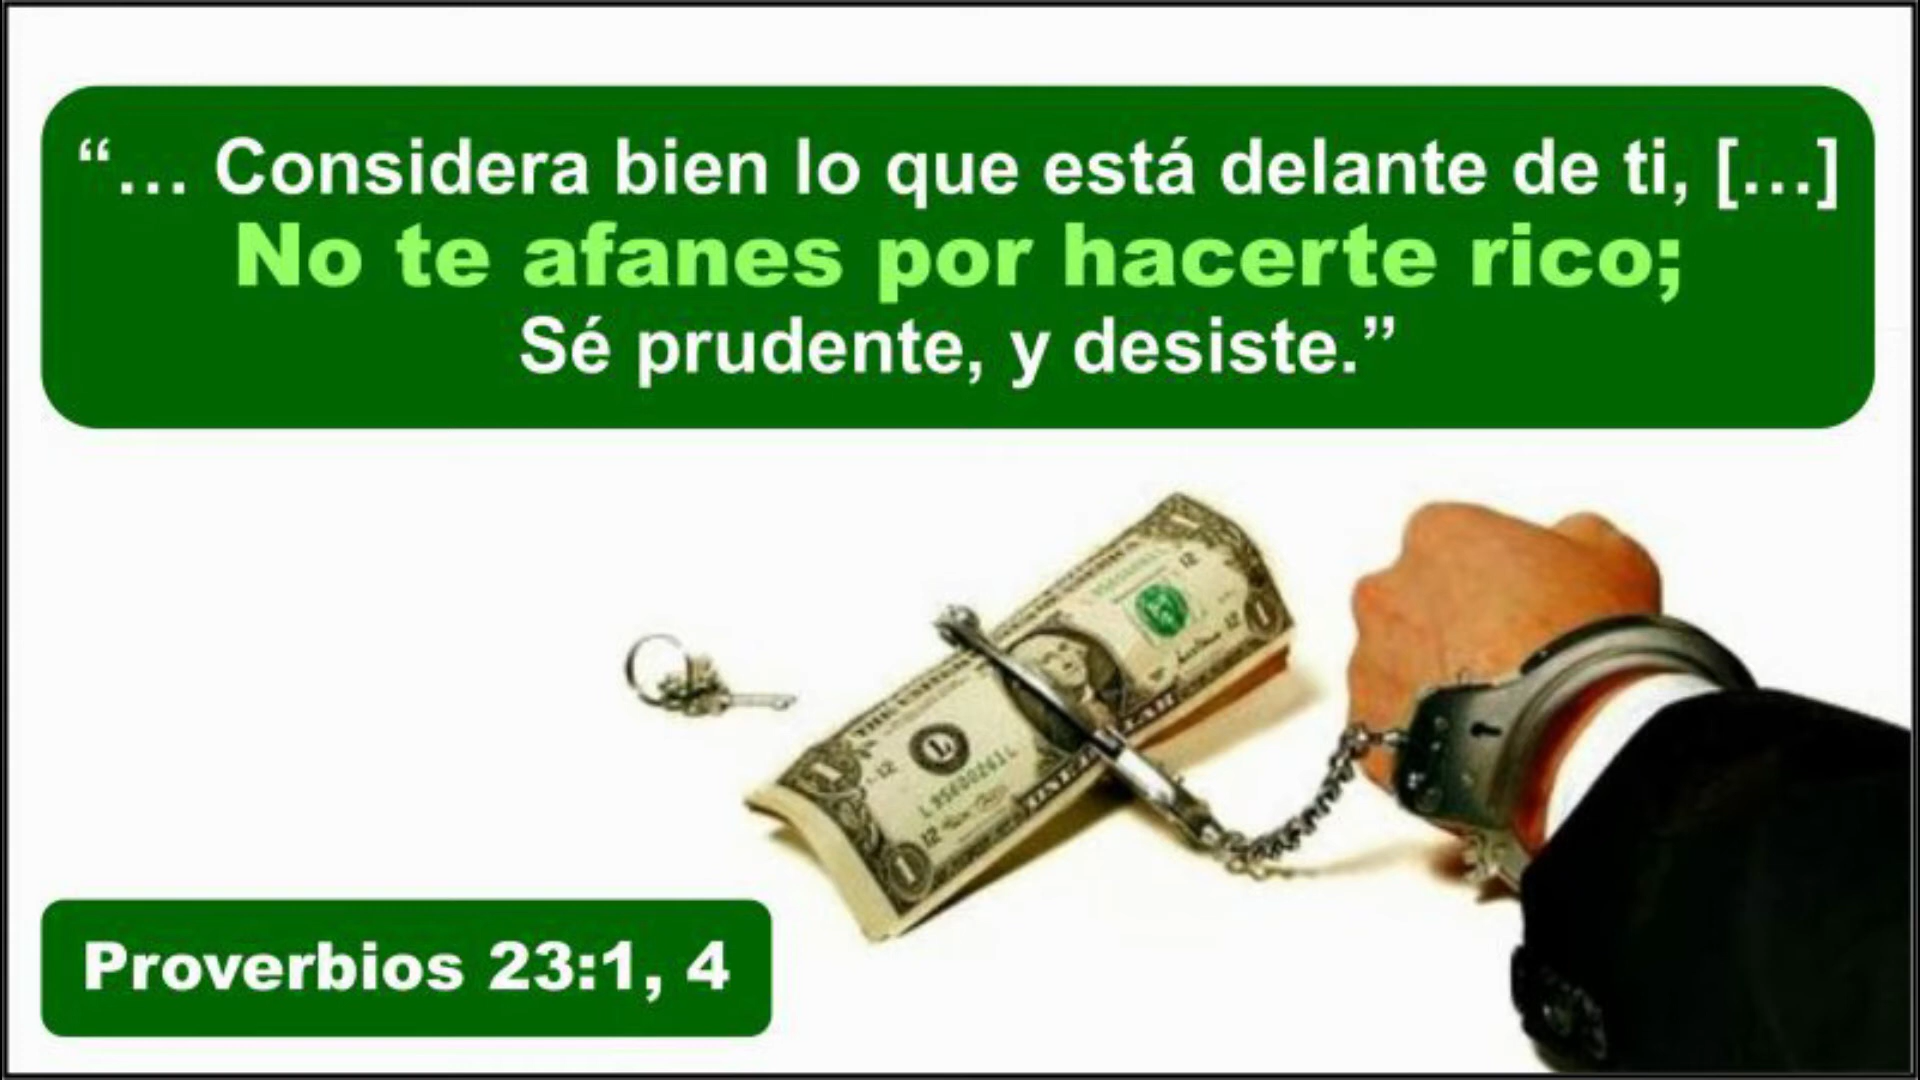 “… Considera bien lo que está delante de ti, […]
No te afanes por hacerte rico;
Sé prudente, y desiste.”
Proverbios 23:1, 4